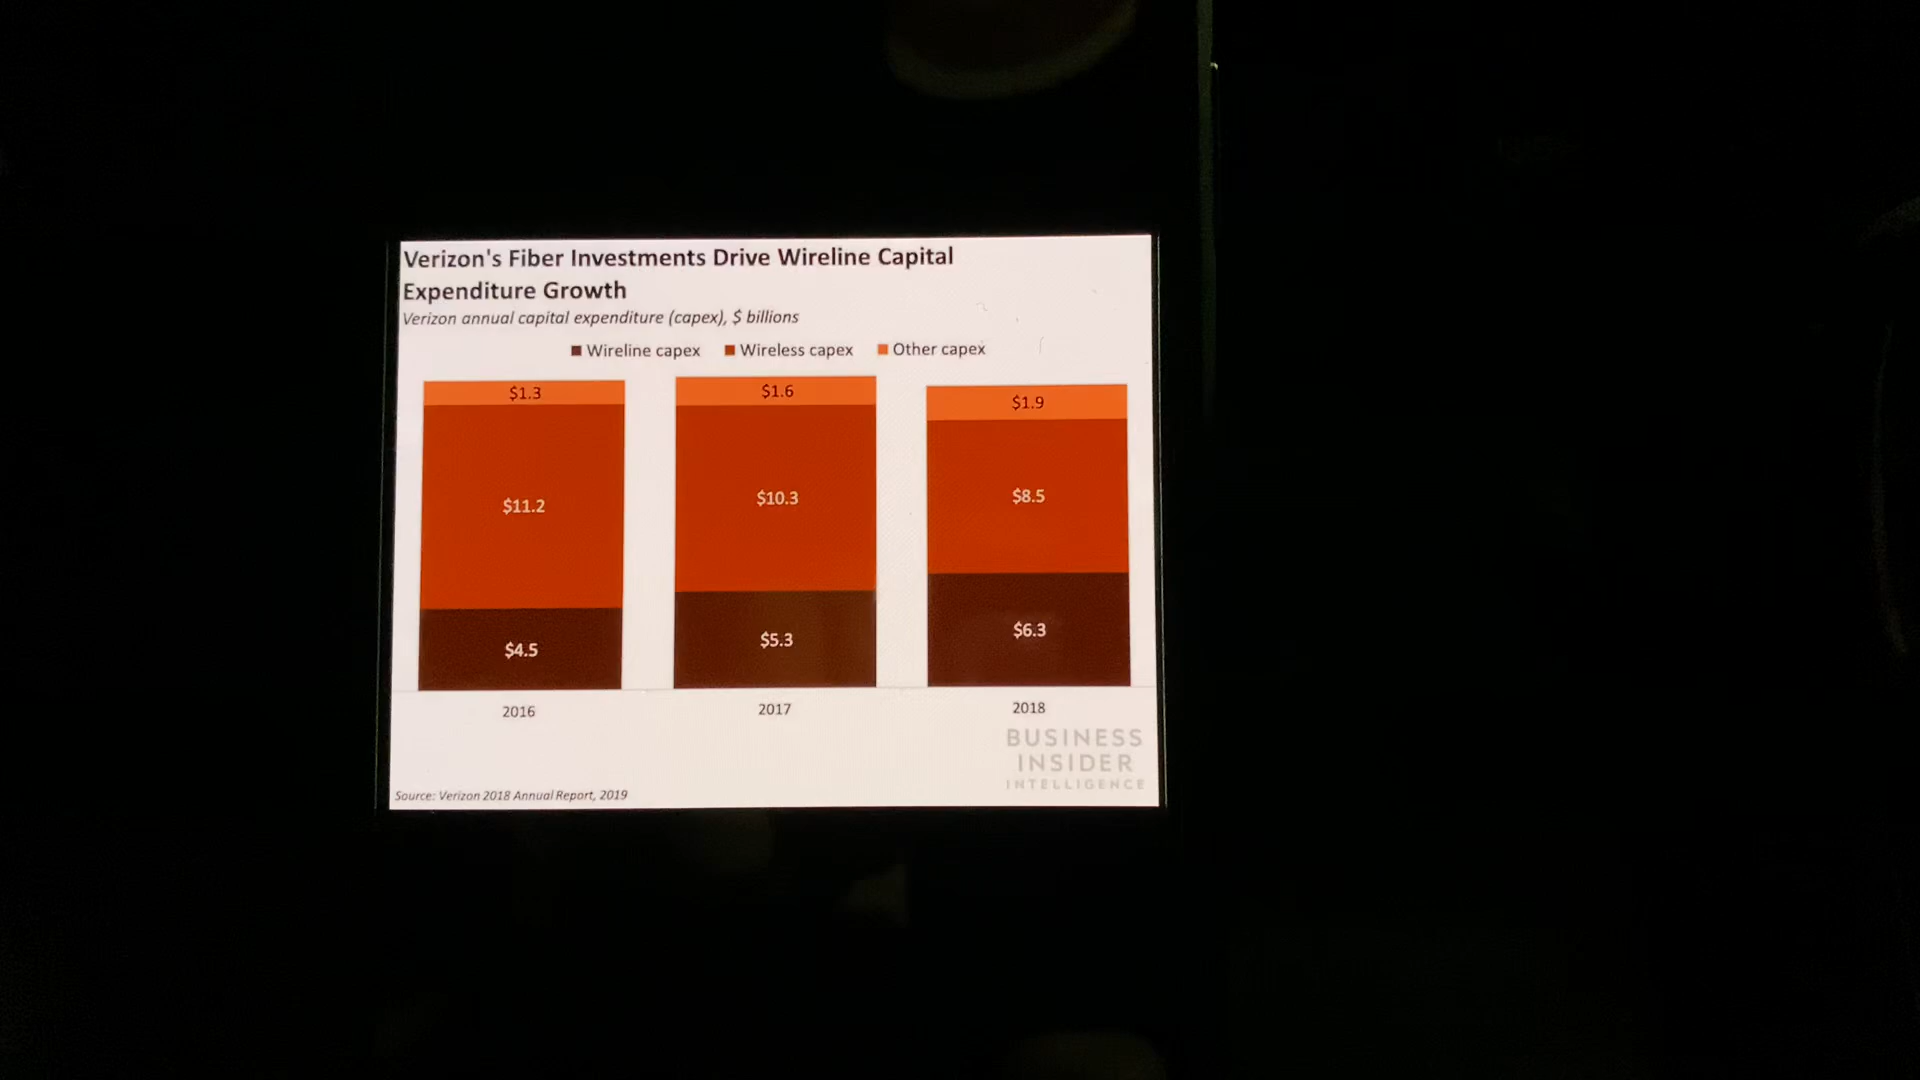 Verizon's Fiber Investments Drive Wireline Capital
Expenditure Growth
Verizon annual capital expenditure (capex), $ billions
Wireline capex Wireless capex Other capex
$1.3 $1.6 $1.9
$11.2 $10.3 $8.5
$4.5 $5.3 $6.3
2016 2017 2018
BUSINESS
INSIDER
INTELLIGENCE
Source: Verizon 2018 Annual Report, 2019